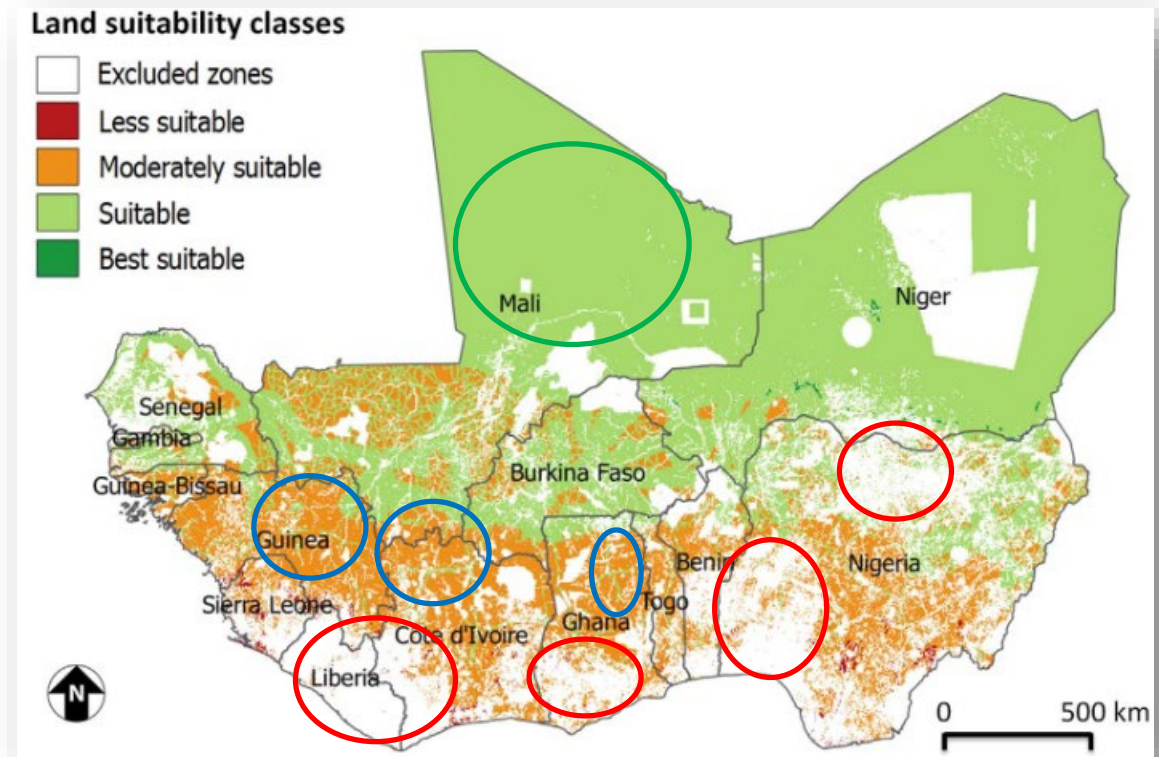 Land suitability classes
Excluded zones
Less suitable
Moderately suitable
Suitable
Best suitable
Mali
Niger
Senegal
Gambia
Guinea-Bissau
Burkina Faso
Guinea
Benin
Nigeria
Sierra Leone
Togo
Ghana
Côte d'Ivoire
Liberia
N
0 500 km